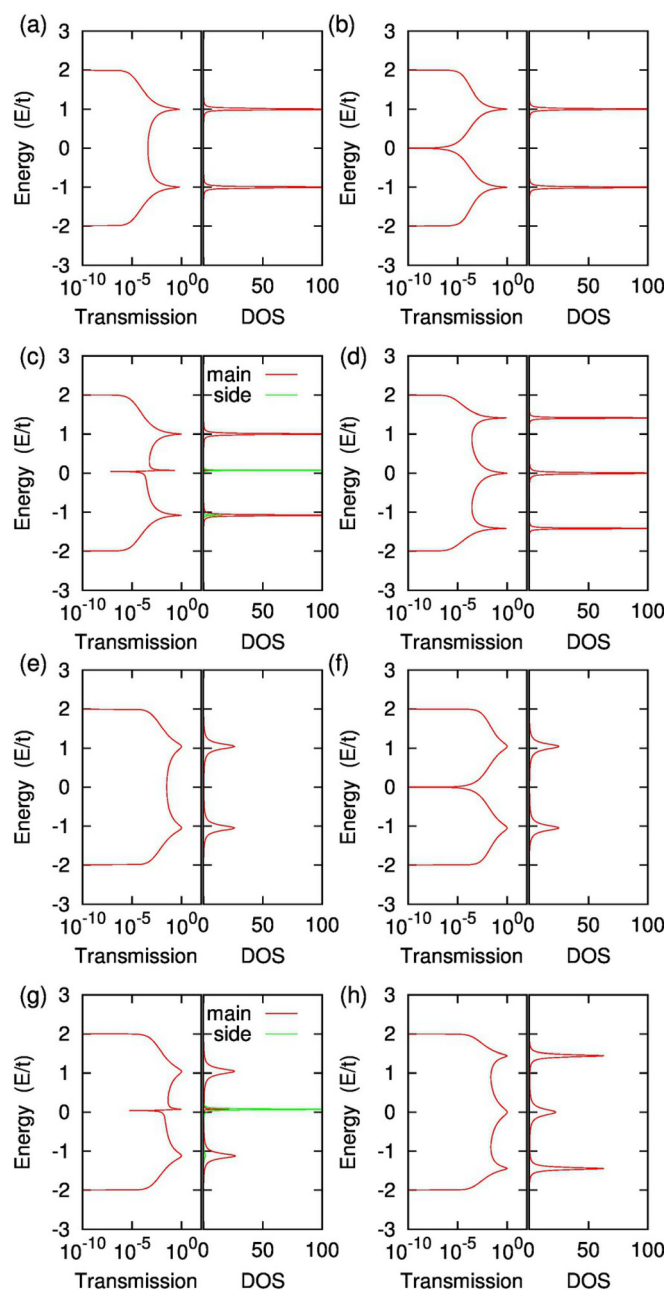 (a) 3 2 1 0 -1 -2 -3
Energy (E/t)
10^-10 10^-5 10^0 0 50 100
Transmission DOS
(b) 3 2 1 0 -1 -2 -3
Energy (E/t)
10^-10 10^-5 10^0 0 50 100
Transmission DOS
(c) 3 2 1 0 -1 -2 -3
Energy (E/t)
main
side
10^-10 10^-5 10^0 0 50 100
Transmission DOS
(d) 3 2 1 0 -1 -2 -3
Energy (E/t)
10^-10 10^-5 10^0 0 50 100
Transmission DOS
(e) 3 2 1 0 -1 -2 -3
Energy (E/t)
10^-10 10^-5 10^0 0 50 100
Transmission DOS
(f) 3 2 1 0 -1 -2 -3
Energy (E/t)
10^-10 10^-5 10^0 0 50 100
Transmission DOS
(g) 3 2 1 0 -1 -2 -3
Energy (E/t)
main
side
10^-10 10^-5 10^0 0 50 100
Transmission DOS
(h) 3 2 1 0 -1 -2 -3
Energy (E/t)
10^-10 10^-5 10^0 0 50 100
Transmission DOS